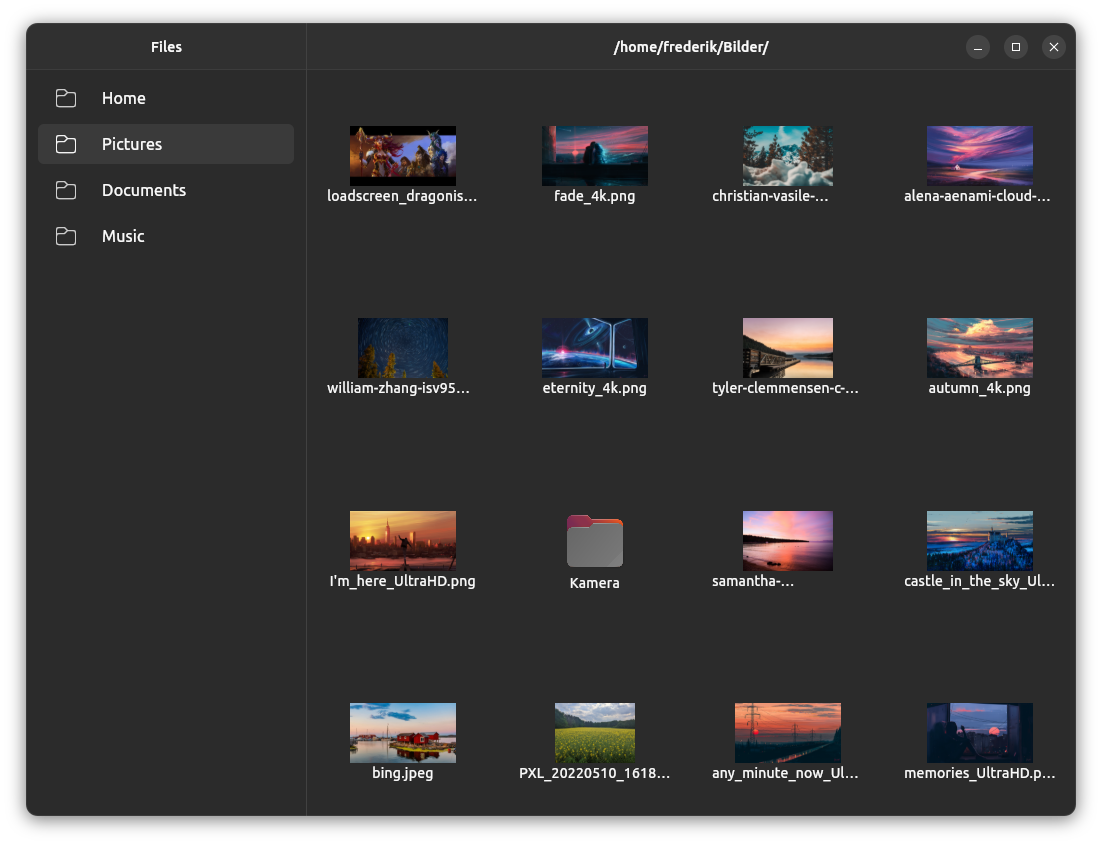 Files
/home/frederik/Bilder/
Home
Pictures
Documents
Music
loadscreen_dragonis...
fade_4k.png
christian-vasile-...
alena-aenami-cloud-...
william-zhang-isv95...
eternity_4k.png
tyler-clemmensen-c-...
autumn_4k.png
I'm_here_UltraHD.png
Kamera
samantha-...
castle_in_the_sky_Ul...
bing.jpeg
PXL_20220510_1618...
any_minute_now_Ul...
memories_UltraHD.p...